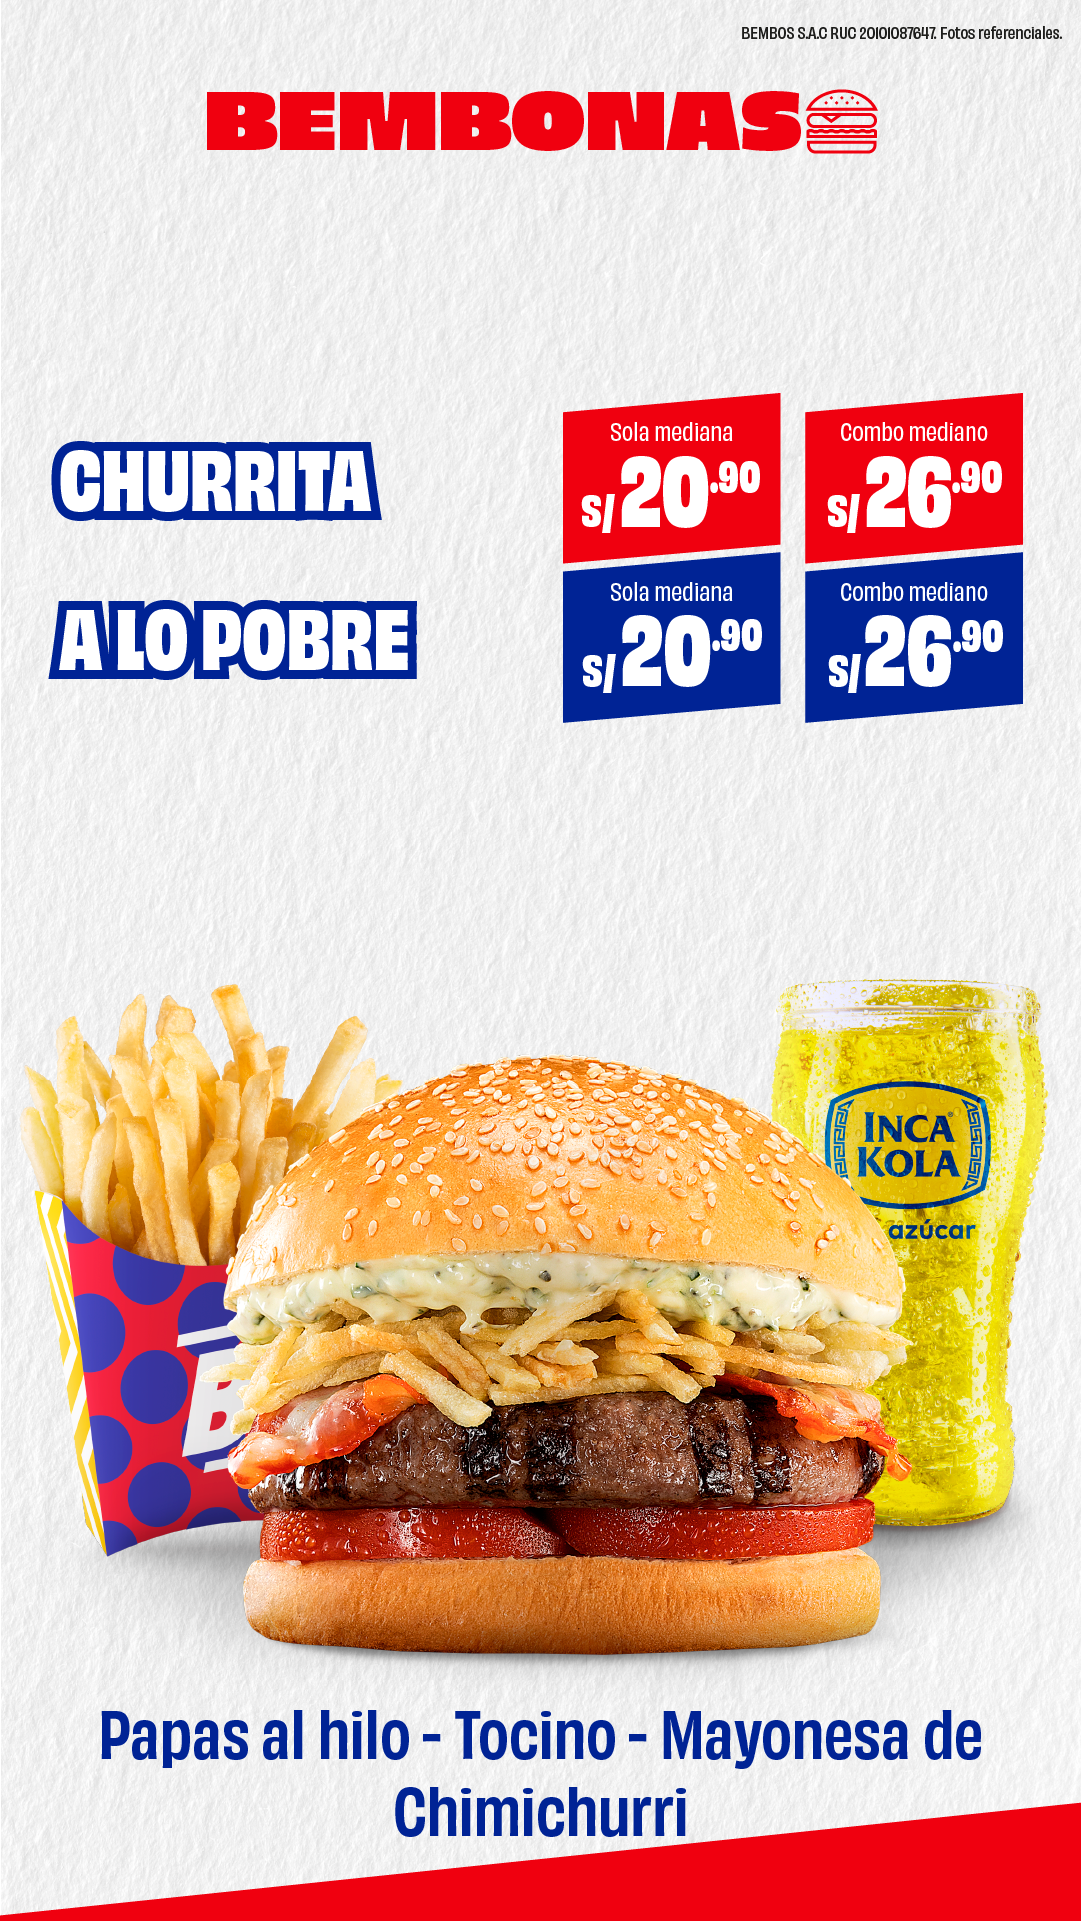 BEMBOS S.A.C RUC 20101087647. Fotos referenciales.
BEMBONAS
CHURRITA
Sola mediana
S/20.90
Combo mediano
S/26.90
A LO POBRE
Sola mediana
S/20.90
Combo mediano
S/26.90
INCA
KOLA
azúcar
B
Papas al hilo - Tocino - Mayonesa de
Chimichurri